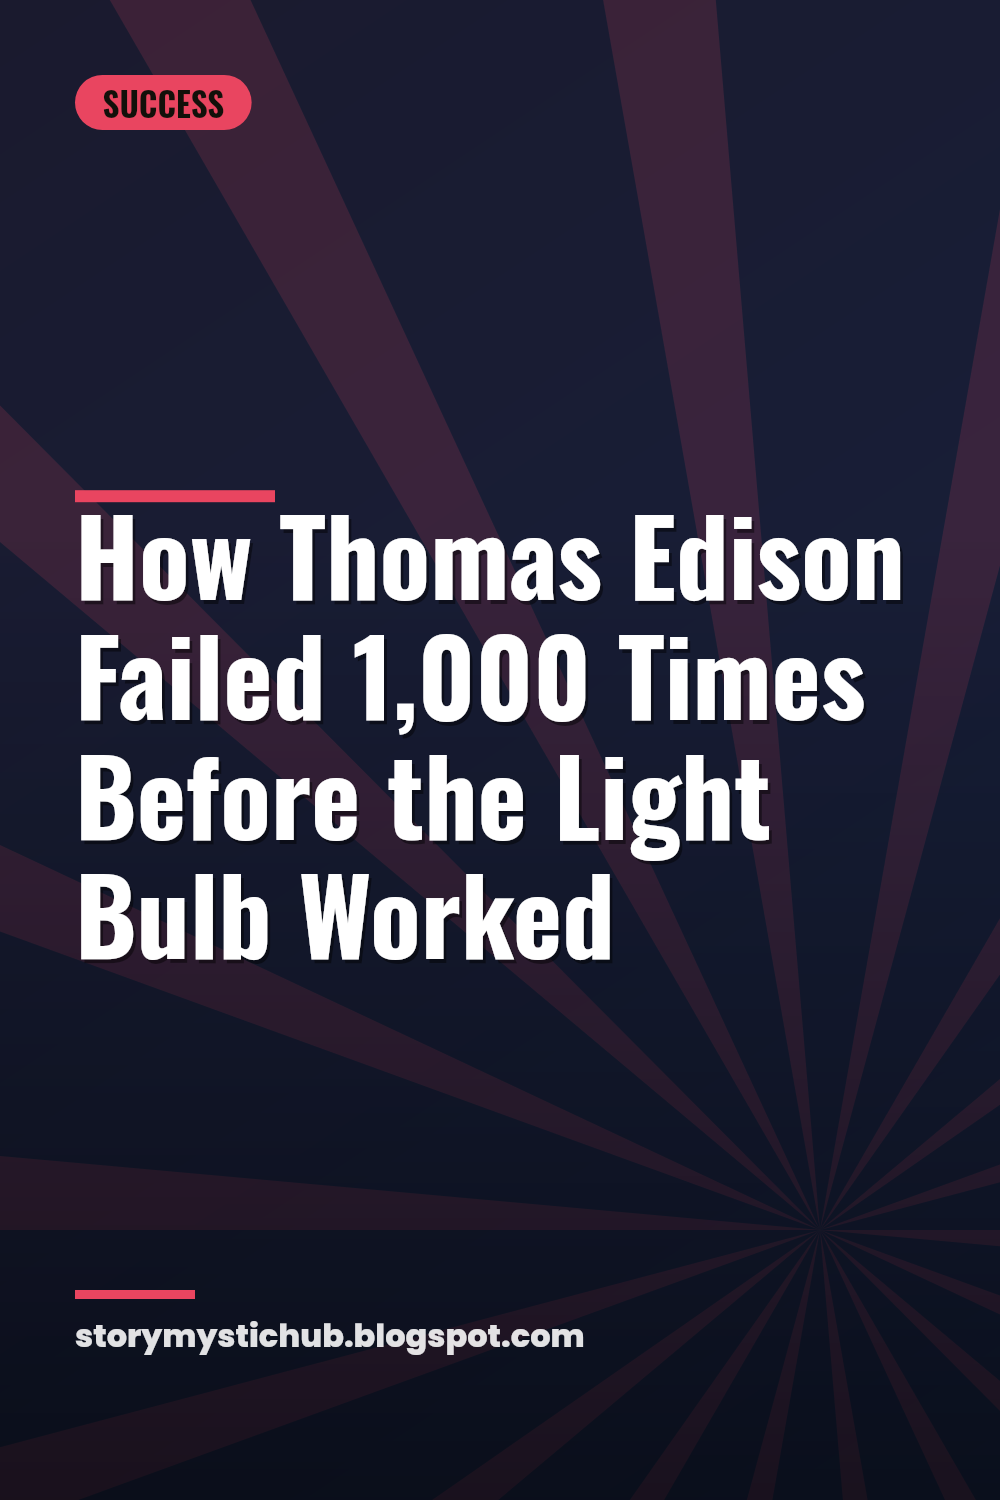 SUCCESS
How Thomas Edison
Failed 1,000 Times
Before the Light
Bulb Worked
storymystichub.blogspot.com